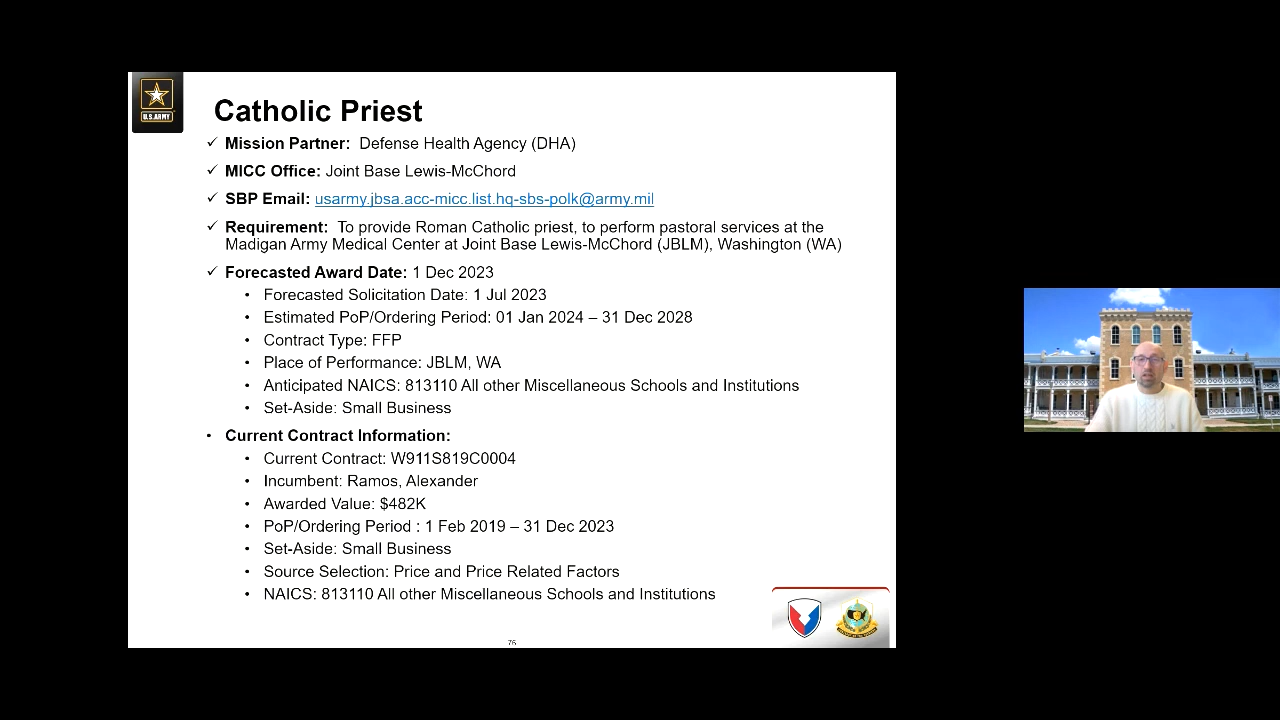 U.S. ARMY
Catholic Priest
✓ Mission Partner: Defense Health Agency (DHA)
✓ MICC Office: Joint Base Lewis-McChord
✓ SBP Email: usarmy.jbsa.acc-micc.list.hq-sbs-polk@army.mil
✓ Requirement: To provide Roman Catholic priest, to perform pastoral services at the
Madigan Army Medical Center at Joint Base Lewis-McChord (JBLM), Washington (WA)
✓ Forecasted Award Date: 1 Dec 2023
• Forecasted Solicitation Date: 1 Jul 2023
• Estimated PoP/Ordering Period: 01 Jan 2024 – 31 Dec 2028
• Contract Type: FFP
• Place of Performance: JBLM, WA
• Anticipated NAICS: 813110 All other Miscellaneous Schools and Institutions
• Set-Aside: Small Business
• Current Contract Information:
• Current Contract: W911S819C0004
• Incumbent: Ramos, Alexander
• Awarded Value: $482K
• PoP/Ordering Period : 1 Feb 2019 – 31 Dec 2023
• Set-Aside: Small Business
• Source Selection: Price and Price Related Factors
• NAICS: 813110 All other Miscellaneous Schools and Institutions
76